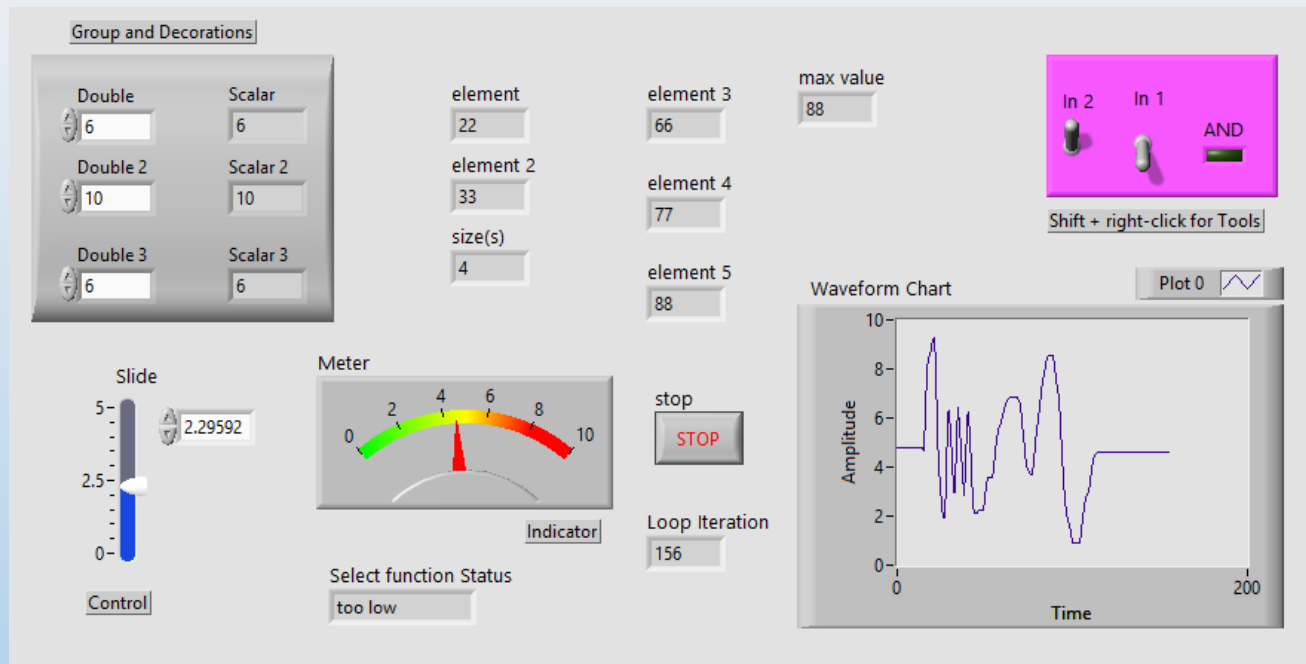 Group and Decorations
Double
6
Scalar
6
Double 2
10
Scalar 2
10
Double 3
6
Scalar 3
6
element
22
element 2
33
size(s)
4
element 3
66
element 4
77
element 5
88
max value
88
In 2
In 1
AND
Shift + right-click for Tools
Slide
5
2.5
0
2.29592
Control
Meter
0
2
4
6
8
10
Indicator
Select function Status
too low
stop
STOP
Loop Iteration
156
Waveform Chart
Plot 0
Amplitude
10
8
6
4
2
0
0
200
Time